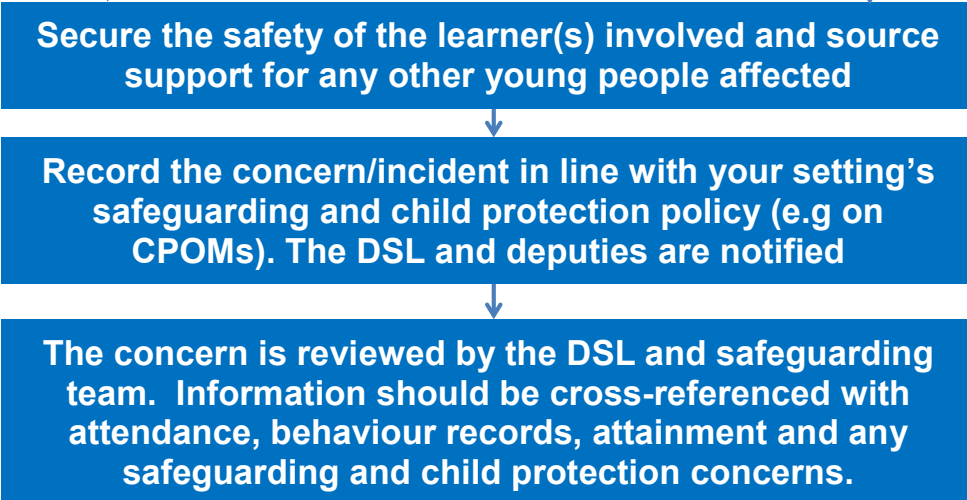 Secure the safety of the learner(s) involved and source
support for any other young people affected
Record the concern/incident in line with your setting’s
safeguarding and child protection policy (e.g on
CPOMs). The DSL and deputies are notified
The concern is reviewed by the DSL and safeguarding
team.  Information should be cross-referenced with
attendance, behaviour records, attainment and any
safeguarding and child protection concerns.